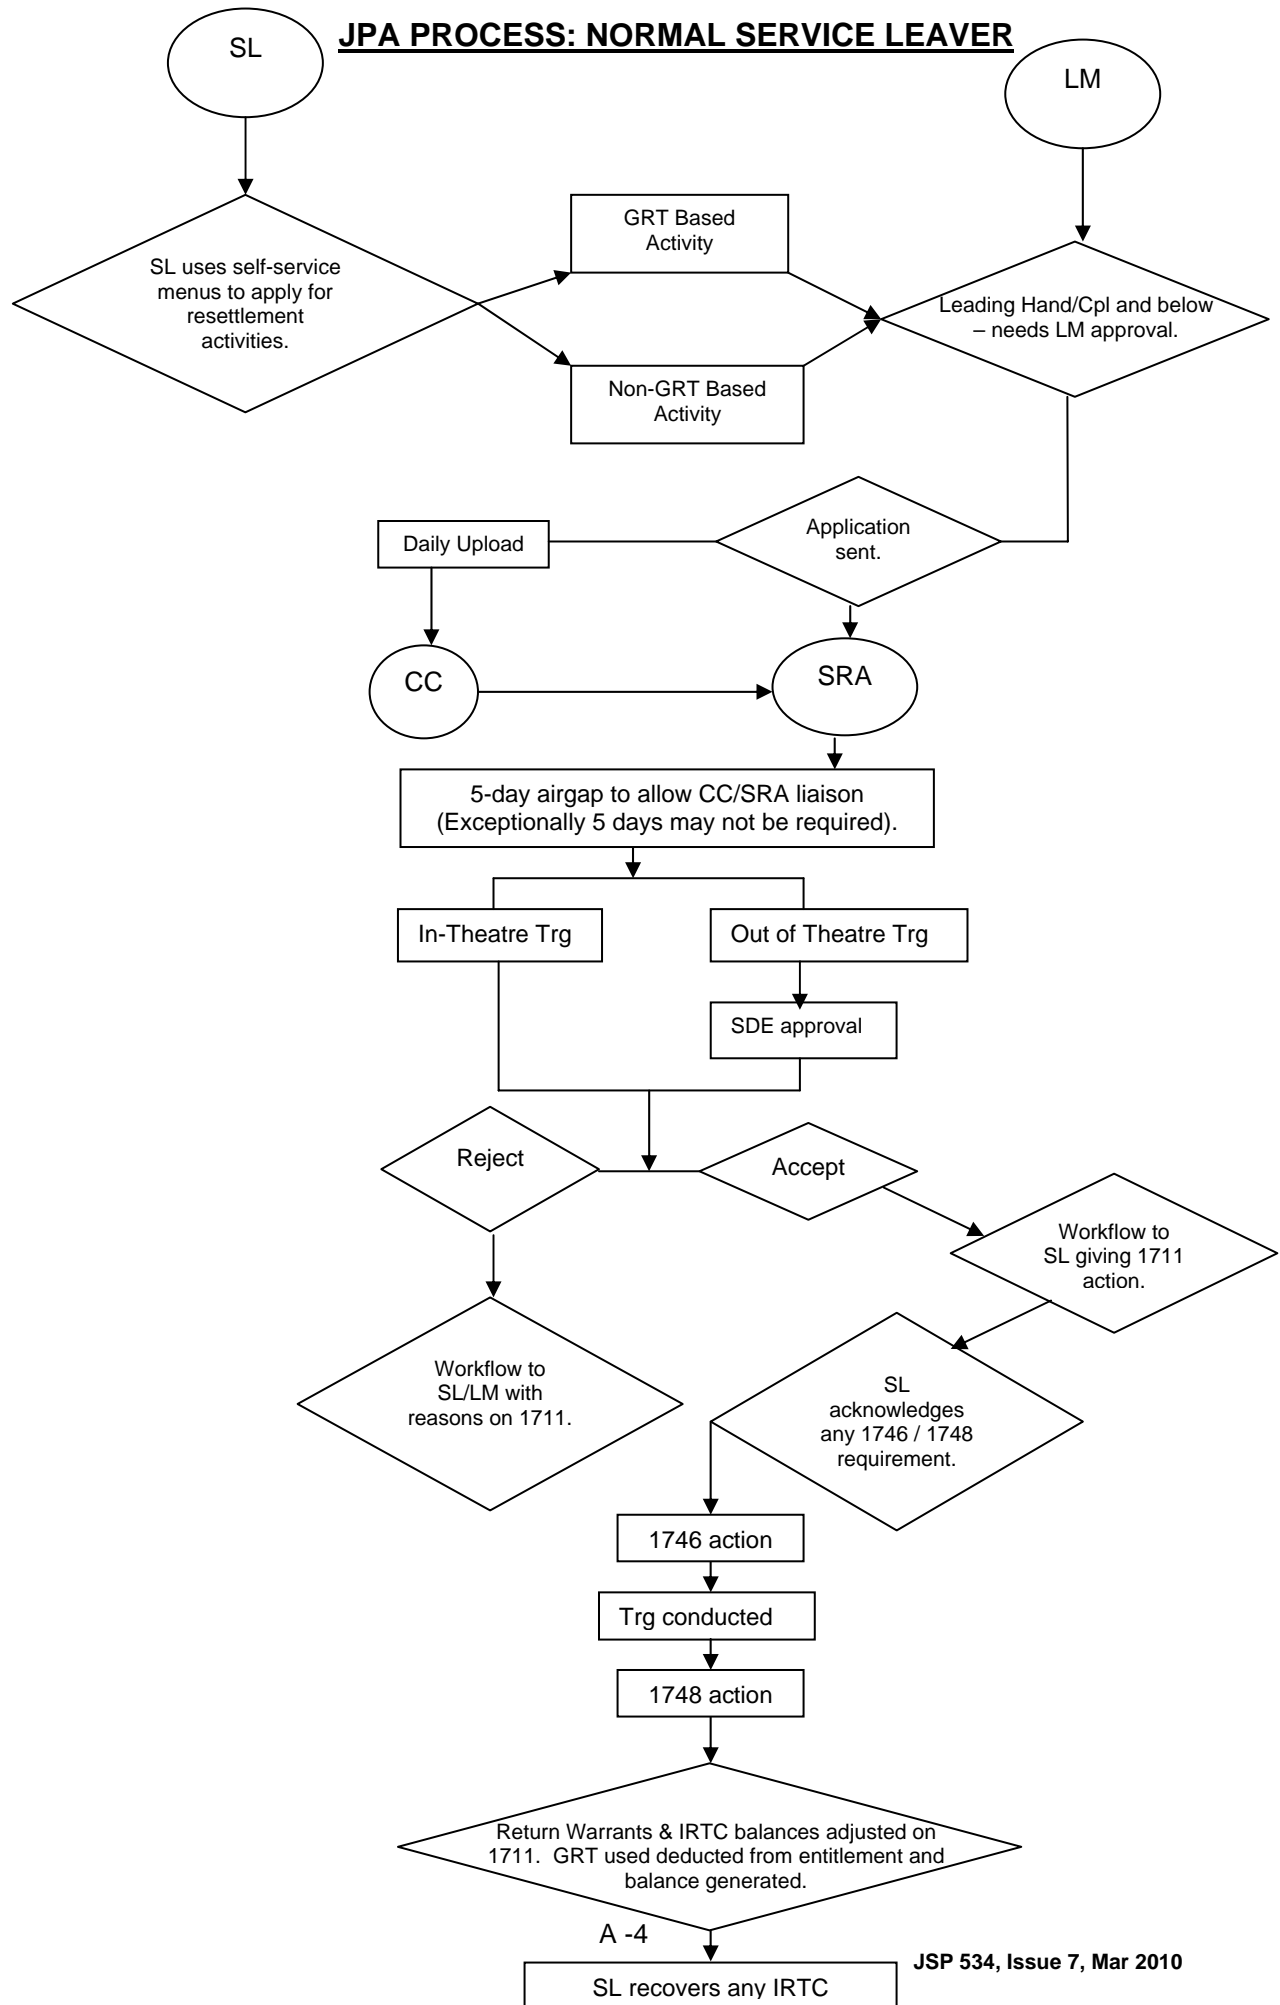 JPA PROCESS: NORMAL SERVICE LEAVER
SL
LM
SL uses self-service
menus to apply for
resettlement
activities.
GRT Based
Activity
Non-GRT Based
Activity
Leading Hand/Cpl and below
– needs LM approval.
Application
sent.
Daily Upload
CC
SRA
5-day airgap to allow CC/SRA liaison
(Exceptionally 5 days may not be required).
In-Theatre Trg
Out of Theatre Trg
SDE approval
Reject
Accept
Workflow to
SL giving 1711
action.
Workflow to
SL/LM with
reasons on 1711.
SL
acknowledges
any 1746 / 1748
requirement.
1746 action
Trg conducted
1748 action
Return Warrants & IRTC balances adjusted on
1711.  GRT used deducted from entitlement and
balance generated.
A -4
JSP 534, Issue 7, Mar 2010
SL recovers any IRTC